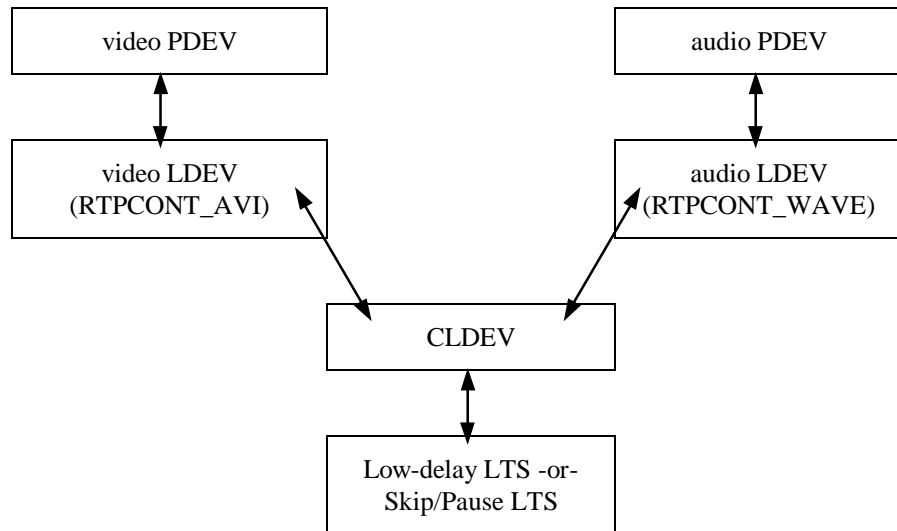 video PDEV
audio PDEV
video LDEV
(RTPCONT_AVI)
audio LDEV
(RTPCONT_WAVE)
CLDEV
Low-delay LTS -or-
Skip/Pause LTS